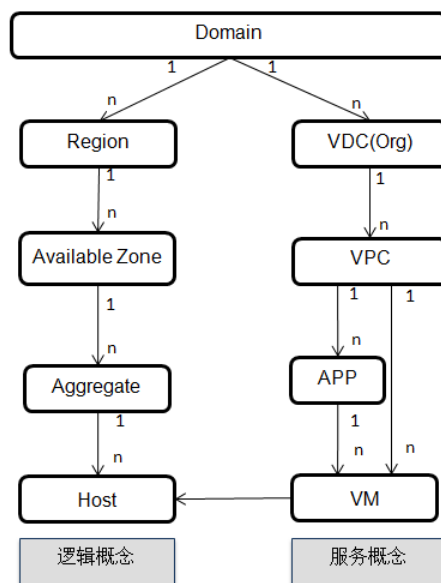 Domain
1 1
n n
Region VDC(Org)
1 1
n n
Available Zone VPC
1 1 1
n n
Aggregate APP
1 1
n n n
Host VM
逻辑概念 服务概念